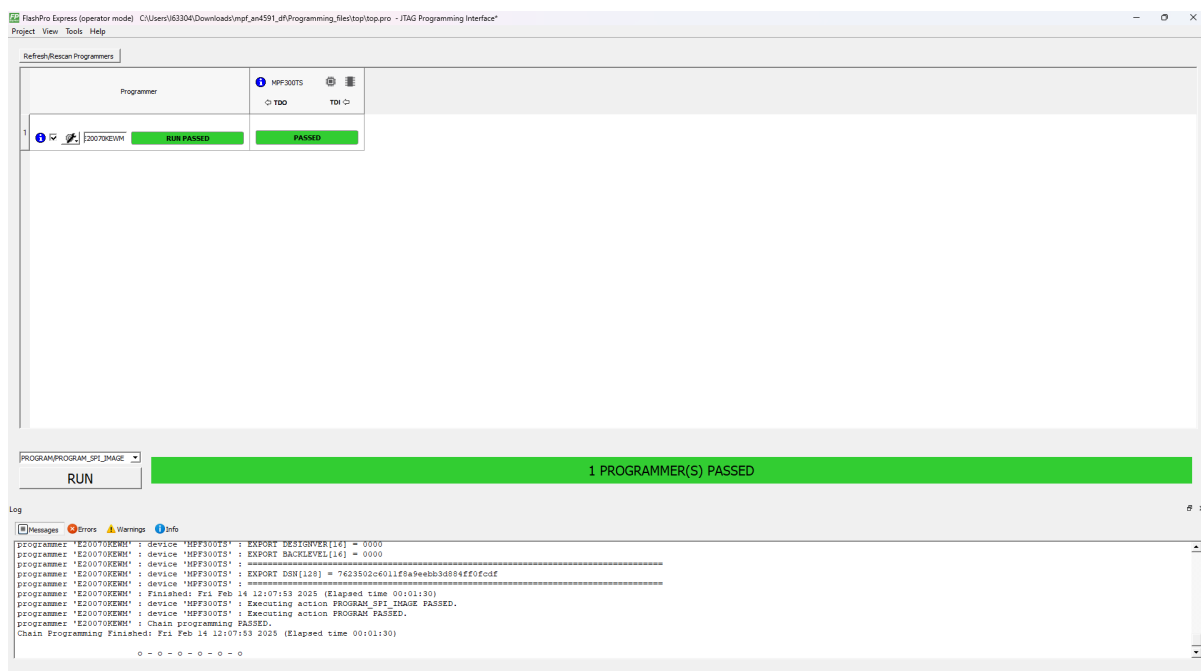 FP FlashPro Express (operator mode) C:\Users\I63304\Downloads\mpf_an4591_df\Programming_files\top\top.pro - JTAG Programming Interface*
Project View Tools Help
Refresh/Rescan Programmers
Programmer
MPF300TS
TDO TDI
1
E20070KEWM RUN PASSED PASSED
PROGRAM/PROGRAM_SPI_IMAGE
RUN
1 PROGRAMMER(S) PASSED
Log
Messages Errors Warnings Info
programmer 'E20070KEWM' : device 'MPF300TS' : EXPORT DESIGNVER[16] = 0000
programmer 'E20070KEWM' : device 'MPF300TS' : EXPORT BACKLEVEL[16] = 0000
programmer 'E20070KEWM' : device 'MPF300TS' : ===================================================================================
programmer 'E20070KEWM' : device 'MPF300TS' : EXPORT DSN[128] = 7623502c6011f8a9eebb3d884ff0fcdf
programmer 'E20070KEWM' : device 'MPF300TS' : ===================================================================================
programmer 'E20070KEWM' : Finished: Fri Feb 14 12:07:53 2025 (Elapsed time 00:01:30)
programmer 'E20070KEWM' : device 'MPF300TS' : Executing action PROGRAM_SPI_IMAGE PASSED.
programmer 'E20070KEWM' : device 'MPF300TS' : Executing action PROGRAM PASSED.
programmer 'E20070KEWM' : Chain programming PASSED.
Chain Programming Finished: Fri Feb 14 12:07:53 2025 (Elapsed time 00:01:30)
o - o - o - o - o - o